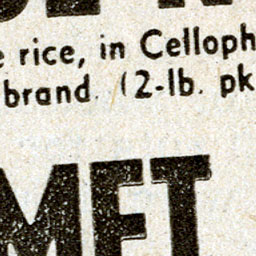 e rice, in Celloph
brand. (2-lb. pk
MET